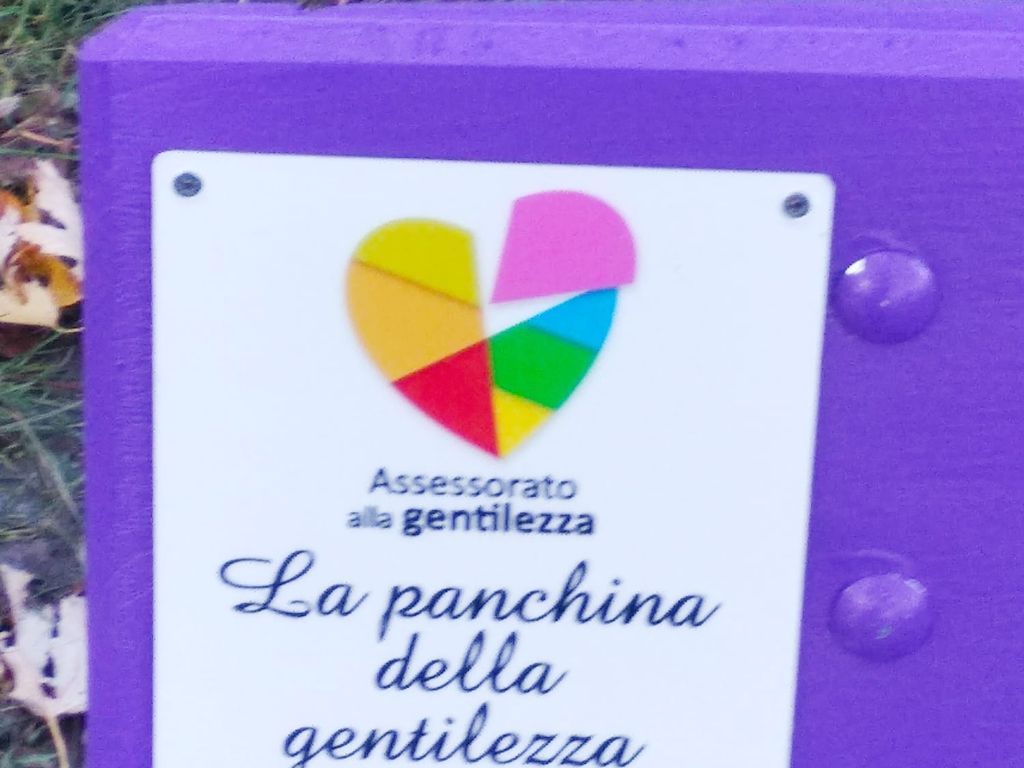 Assessorato
alla gentilezza
La panchina
della
gentilezza